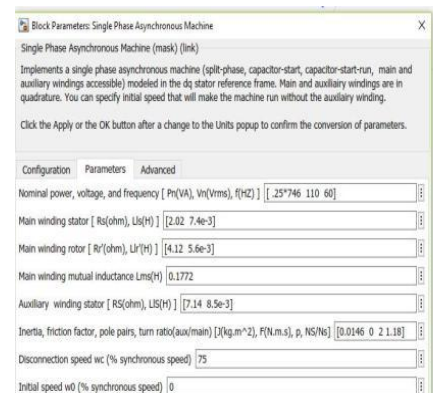 Block Parameters: Single Phase Asynchronous Machine X
Single Phase Asynchronous Machine (mask) (link)
Implements a single phase asynchronous machine (split-phase, capacitor-start, capacitor-start-run, main and
auxiliary windings accessible) modeled in the dq stator reference frame. Main and auxiliairy windings are in
quadrature. You can specify initial speed that will make the machine run without the auxliairy winding.
Click the Apply or the OK button after a change to the Units popup to confirm the conversion of parameters.
Configuration Parameters Advanced
Nominal power, voltage, and frequency [ Pn(VA), Vn(Vrms), f(HZ) ] [ .25*746 110 60]
Main winding stator [ Rs(ohm), Lls(H) ] [2.02 7.4e-3]
Main winding rotor [ Rr'(ohm), Llr'(H) ] [4.12 5.6e-3]
Main winding mutual inductance Lms(H) 0.1772
Auxiliary winding stator [ RS(ohm), LlS(H) ] [7.14 8.5e-3]
Inertia, friction factor, pole pairs, turn ratio(aux/main) [J(kg.m^2), F(N.m.s), p, NS/Ns] [0.0146 0 2 1.18]
Disconnection speed wc (% synchronous speed) 75
Initial speed w0 (% synchronous speed) 0